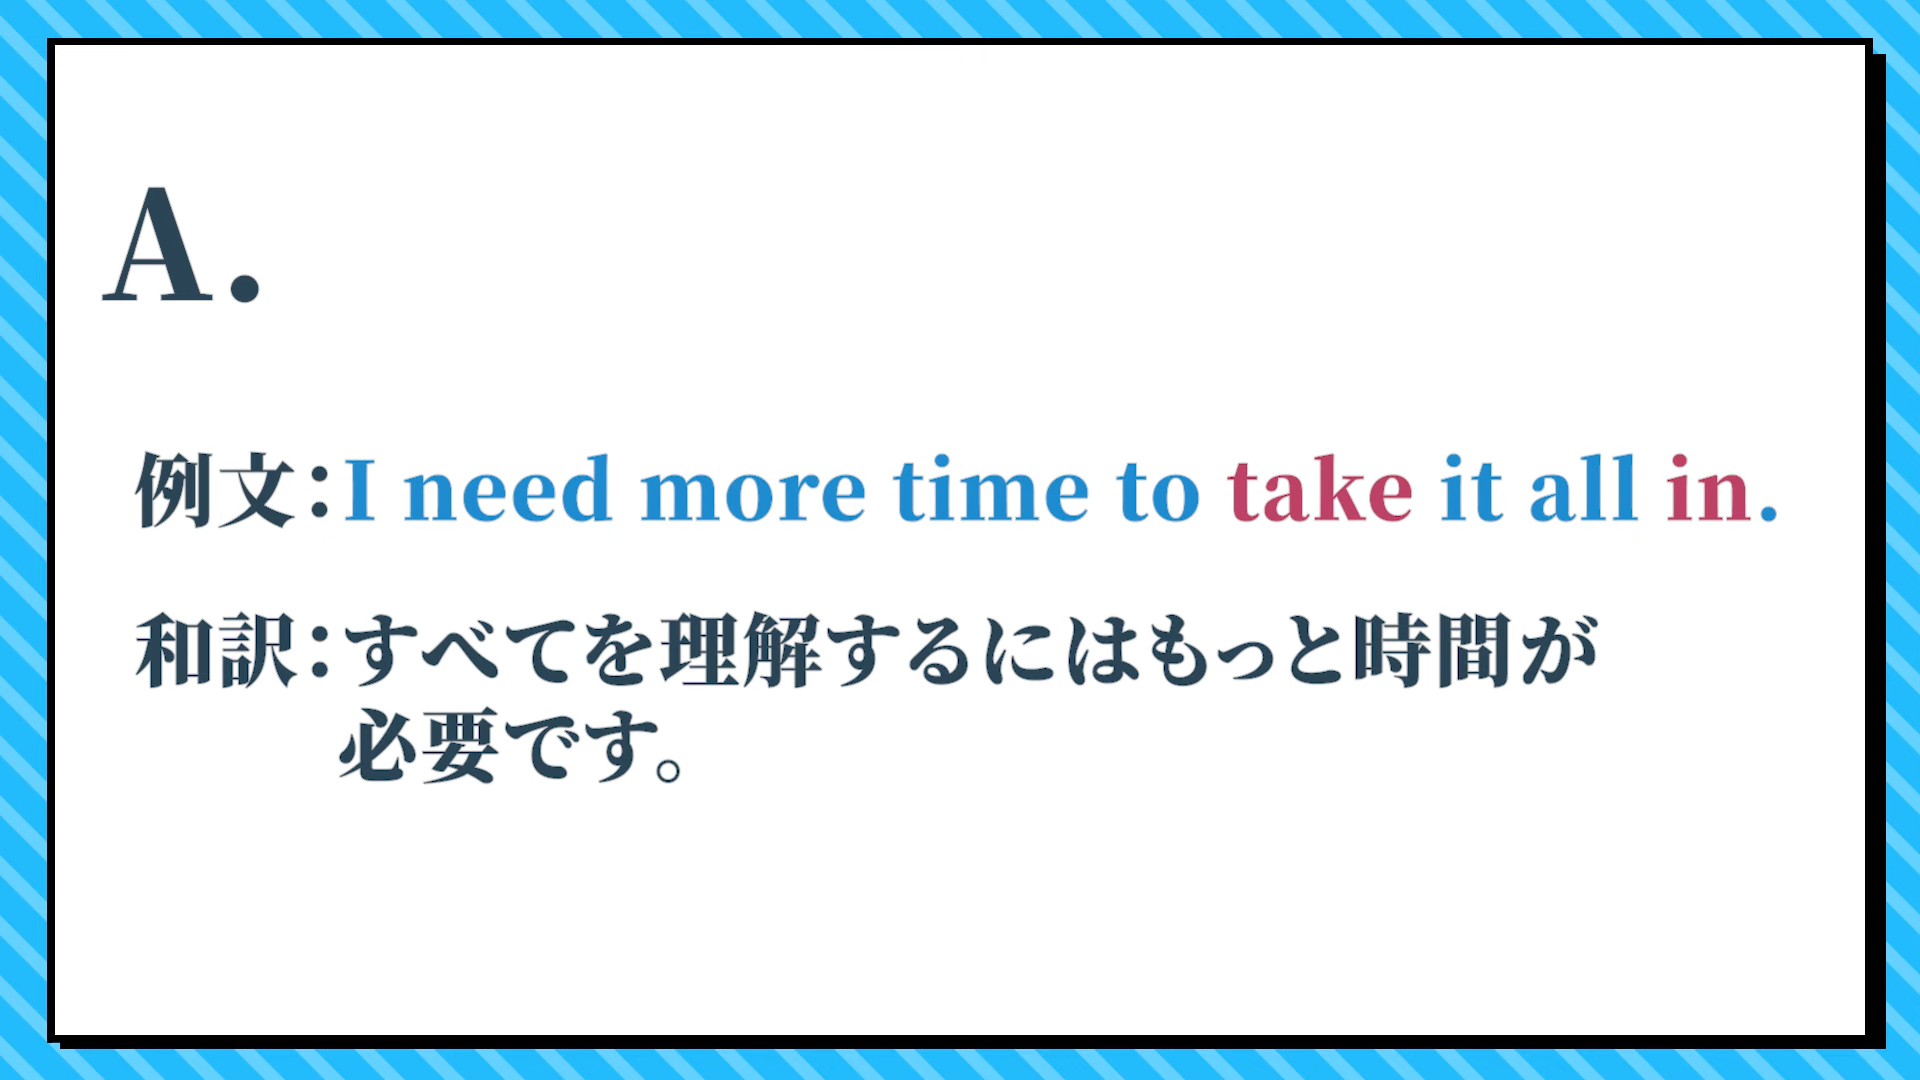 A.
例文：I need more time to take it all in.
和訳：すべてを理解するにはもっと時間が
必要です。